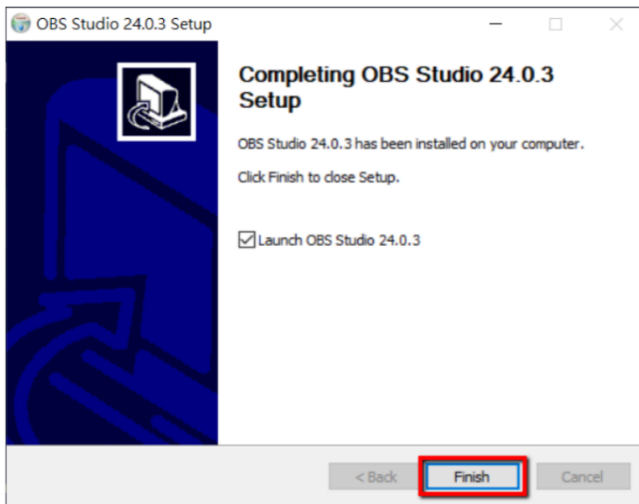 OBS Studio 24.0.3 Setup
Completing OBS Studio 24.0.3
Setup
OBS Studio 24.0.3 has been installed on your computer.
Click Finish to close Setup.
Launch OBS Studio 24.0.3
< Back
Finish
Cancel